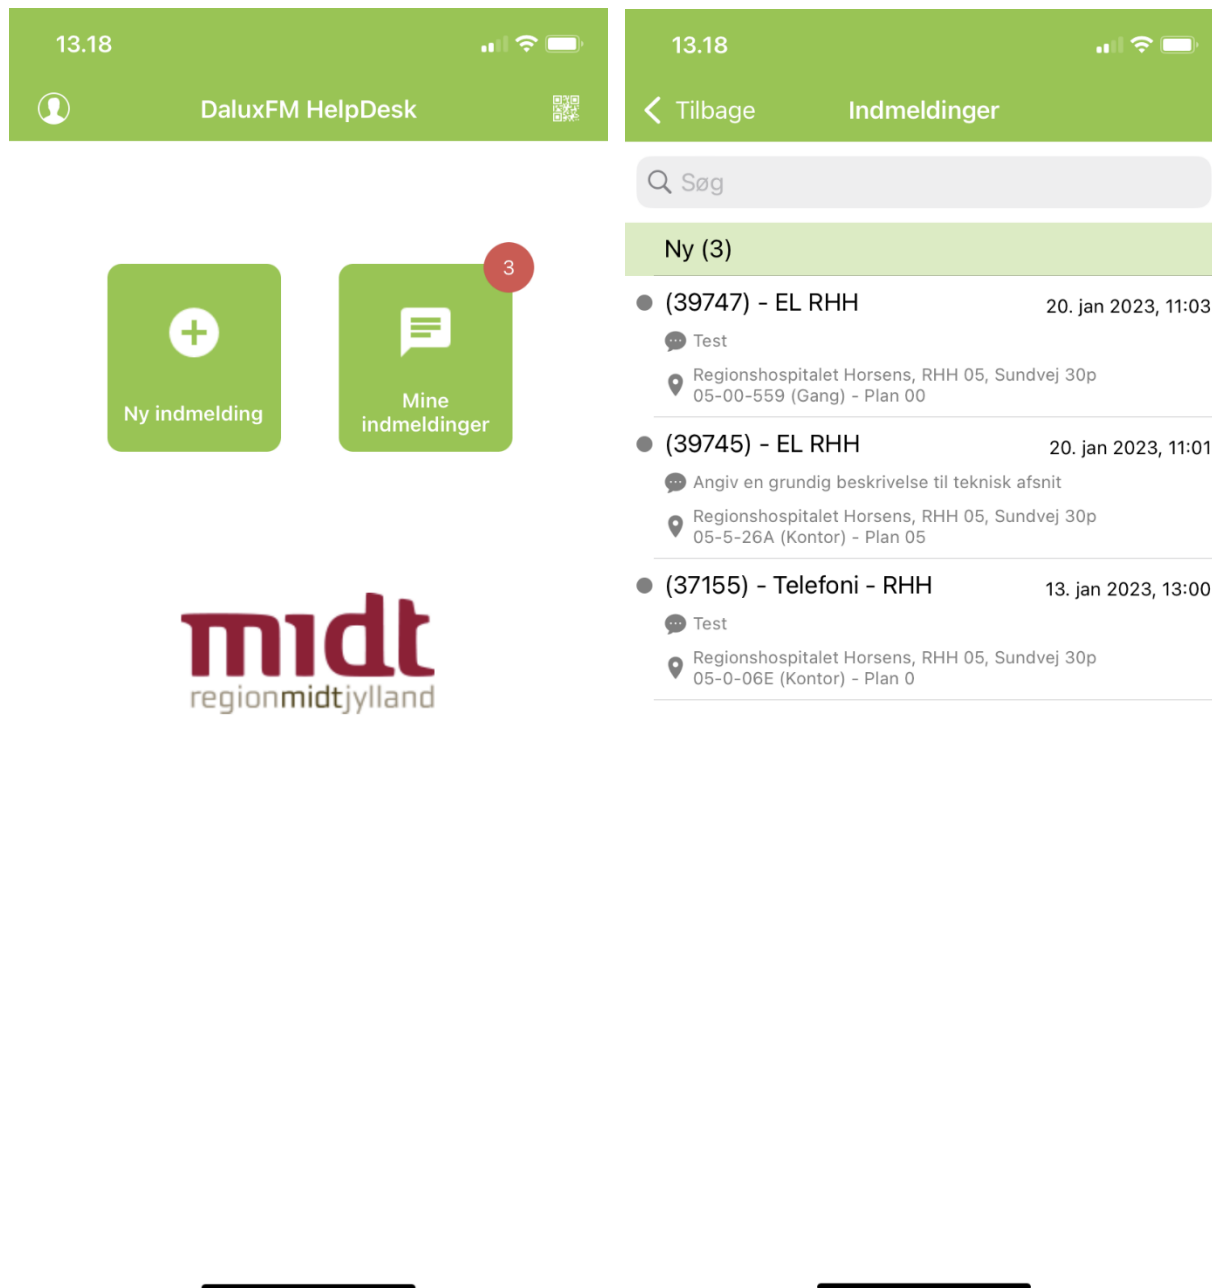 13.18
DaluxFM HelpDesk
3
Ny indmelding
Mine
indmeldinger
midt
regionmidtjylland
13.18
Tilbage
Indmeldinger
Søg
Ny (3)
(39747) - EL RHH
20. jan 2023, 11:03
Test
Regionshospitalet Horsens, RHH 05, Sundvej 30p
05-00-559 (Gang) - Plan 00
(39745) - EL RHH
20. jan 2023, 11:01
Angiv en grundig beskrivelse til teknisk afsnit
Regionshospitalet Horsens, RHH 05, Sundvej 30p
05-5-26A (Kontor) - Plan 05
(37155) - Telefoni - RHH
13. jan 2023, 13:00
Test
Regionshospitalet Horsens, RHH 05, Sundvej 30p
05-0-06E (Kontor) - Plan 0